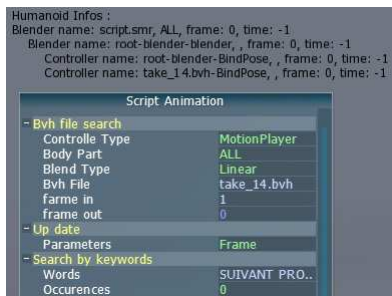 Humanoid Infos :
Blender name: script.smr, ALL, frame: 0, time: -1
Blender name: root-blender-blender, , frame: 0, time: -1
Controller name: root-blender-BindPose, , frame: 0, time: -1
Controller name: take_14.bvh-BindPose, , frame: 0, time: -1
Script Animation
- Bvh file search
Controlle Type MotionPlayer
Body Part ALL
Blend Type Linear
Bvh File take_14.bvh
farme in 1
frame out 0
- Up date
Parameters Frame
- Search by keywords
Words SUIVANT PRO..
Occurences 0